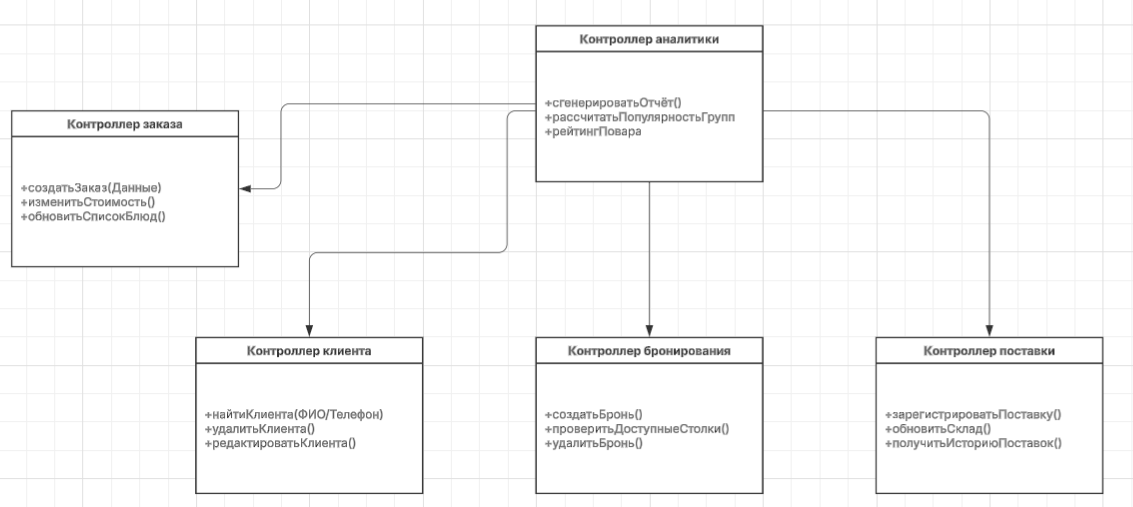 Контроллер аналитики
+сгенерироватьОтчёт()
+рассчитатьПопулярностьГрупп
+рейтингПовара
Контроллер заказа
+создатьЗаказ(Данные)
+изменитьСтоимость()
+обновитьСписокБлюд()
Контроллер клиента
+найтиКлиента(ФИО/Телефон)
+удалитьКлиента()
+редактироватьКлиента()
Контроллер бронирования
+создатьБронь()
+проверитьДоступныеСтолки()
+удалитьБронь()
Контроллер поставки
+зарегистрироватьПоставку()
+обновитьСклад()
+получитьИсториюПоставок()